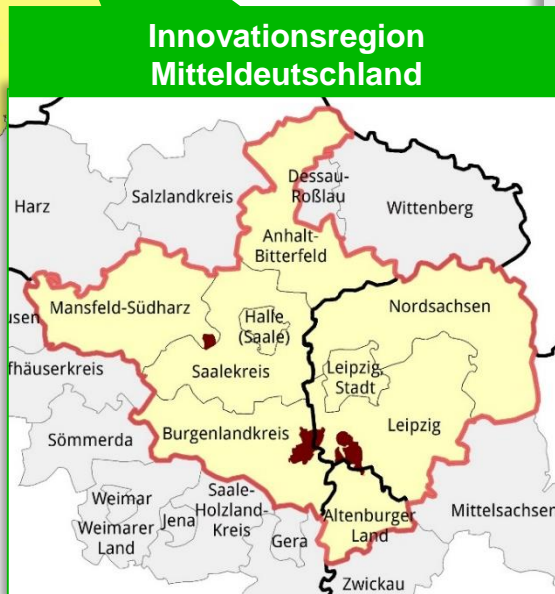 Innovationsregion
Mitteldeutschland
Harz
Salzlandkreis
Dessau-
Roßlau
Wittenberg
Anhalt-
Bitterfeld
Mansfeld-Südharz
Halle
(Saale)
Nordsachsen
usen
fhäuserkreis
Saalekreis
Leipzig,
Stadt
Leipzig
Sömmerda
Burgenlandkreis
Weimar
Weimarer
Land
Jena
Saale-
Holzland-
Kreis
Gera
Altenburger
Land
Mittelsachsen
Zwickau